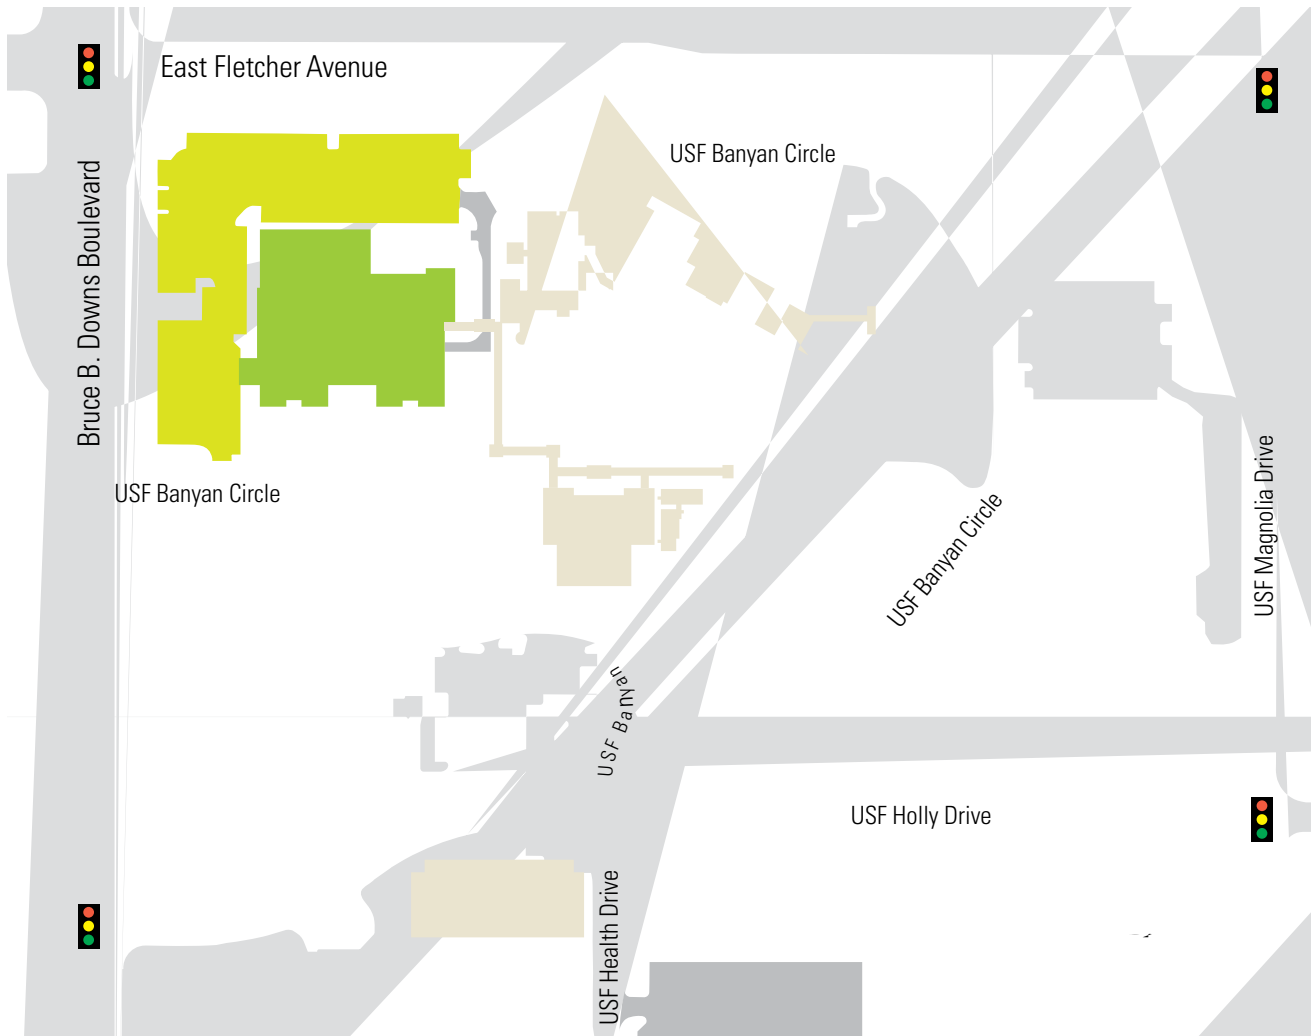 East Fletcher Avenue
USF Banyan Circle
Bruce B. Downs Boulevard
USF Banyan Circle
USF Banyan Circle
USF Magnolia Drive
USF Banyan
USF Holly Drive
USF Health Drive